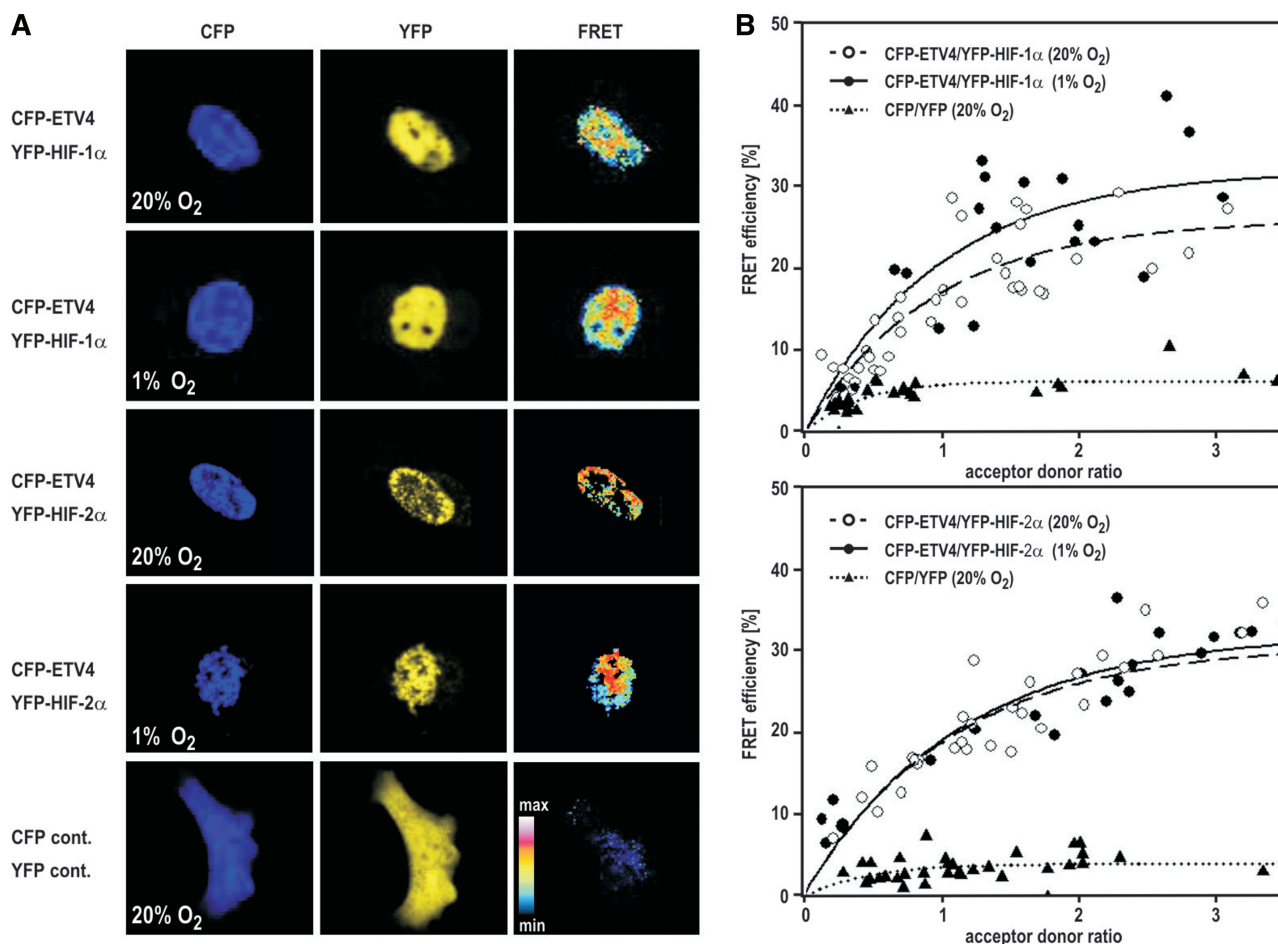 A
CFP YFP FRET
CFP-ETV4
YFP-HIF-1α
20% O2
CFP-ETV4
YFP-HIF-1α
1% O2
CFP-ETV4
YFP-HIF-2α
20% O2
CFP-ETV4
YFP-HIF-2α
1% O2
CFP cont.
YFP cont.
20% O2
max
min
B
50
40
30
20
10
0
FRET efficiency [%]
CFP-ETV4/YFP-HIF-1α (20% O2)
CFP-ETV4/YFP-HIF-1α (1% O2)
CFP/YFP (20% O2)
0 1 2 3
acceptor donor ratio
50
40
30
20
10
0
FRET efficiency [%]
CFP-ETV4/YFP-HIF-2α (20% O2)
CFP-ETV4/YFP-HIF-2α (1% O2)
CFP/YFP (20% O2)
0 1 2 3
acceptor donor ratio